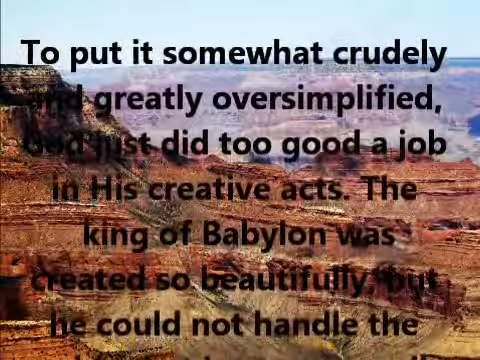 To put it somewhat crudely
and greatly oversimplified,
God just did too good a job
in His creative acts. The
king of Babylon was
created so beautifully, but
he could not handle the